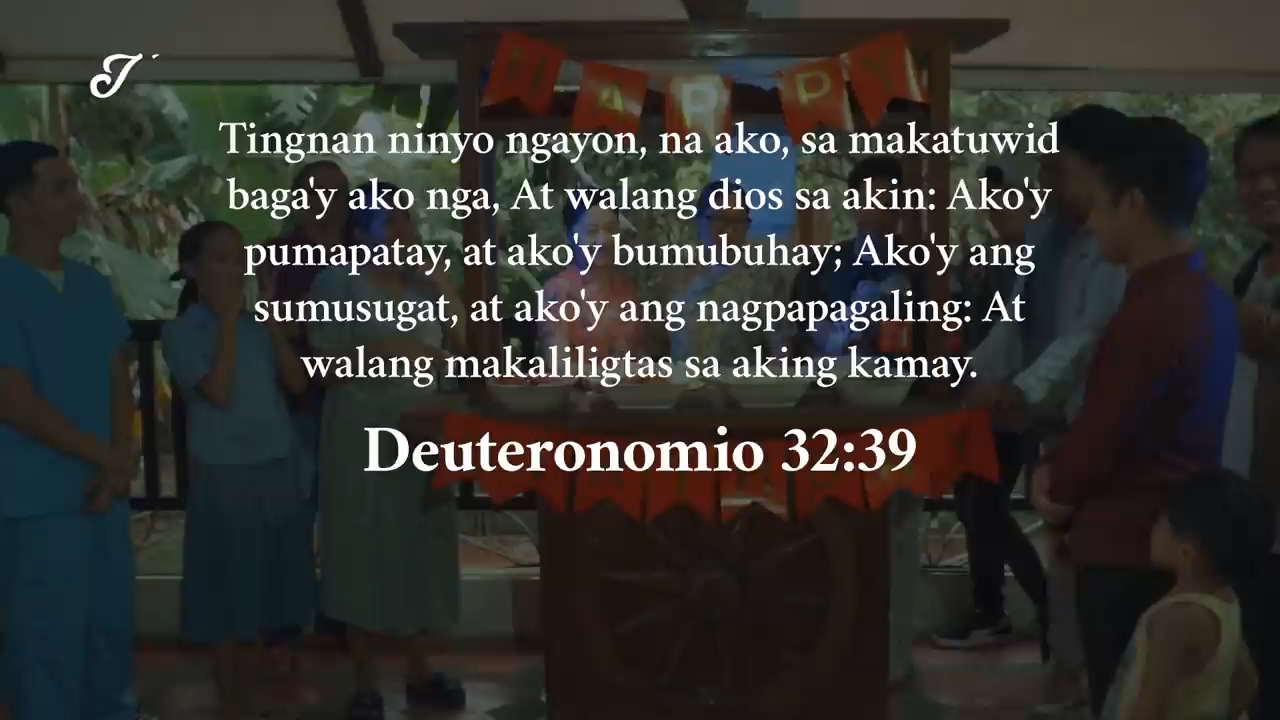 HAPPY
Tingnan ninyo ngayon, na ako, sa makatuwid
baga'y ako nga, At walang dios sa akin: Ako'y
pumapatay, at ako'y bumubuhay; Ako'y ang
sumusugat, at ako'y ang nagpapagaling: At
walang makaliligtas sa aking kamay.
Deuteronomio 32:39